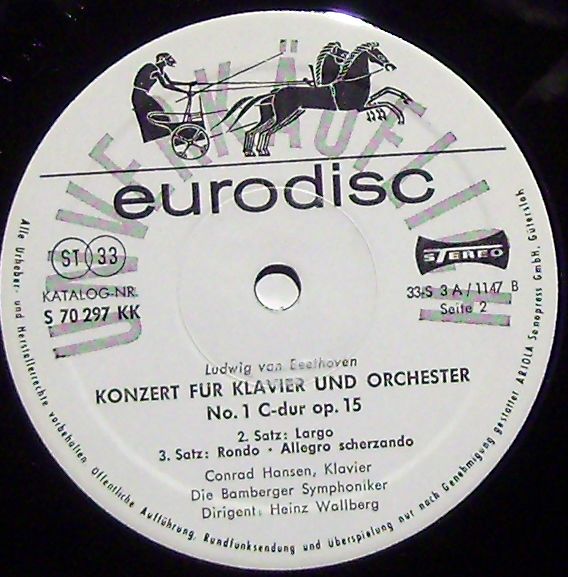 UNVERKÄUFLICH
eurodisc
ST 33
KATALOG-NR.
S 70 297 KK
STEREO
33-S 3 A/1147 B
Seite 2
Ludwig van Beethoven
KONZERT FÜR KLAVIER UND ORCHESTER
No. 1 C-dur op. 15
2. Satz: Largo
3. Satz: Rondo · Allegro scherzando
Conrad Hansen, Klavier
Die Bamberger Symphoniker
Dirigent: Heinz Wallberg
Alle Urheber- und Herstellerrechte vorbehalten. Öffentliche Aufführung, Rundfunksendung und Überspielung nur nach Genehmigung gestattet ARIOLA Sonopress GmbH. Gütersloh